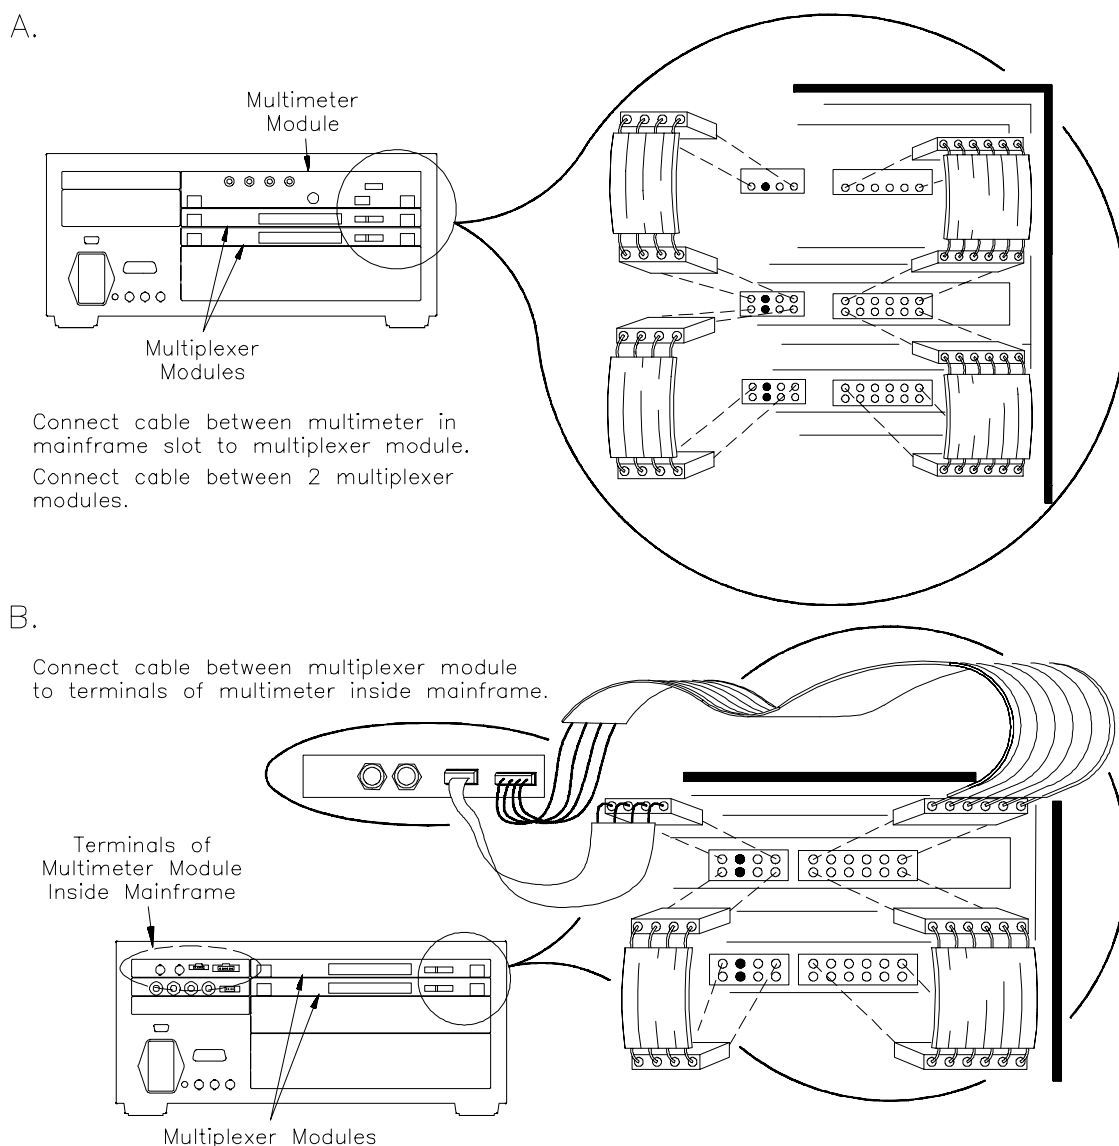 A.
Multimeter
Module
Multiplexer
Modules
Connect cable between multimeter in
mainframe slot to multiplexer module.
Connect cable between 2 multiplexer
modules.
B.
Connect cable between multiplexer module
to terminals of multimeter inside mainframe.
Terminals of
Multimeter Module
Inside Mainframe
Multiplexer Modules